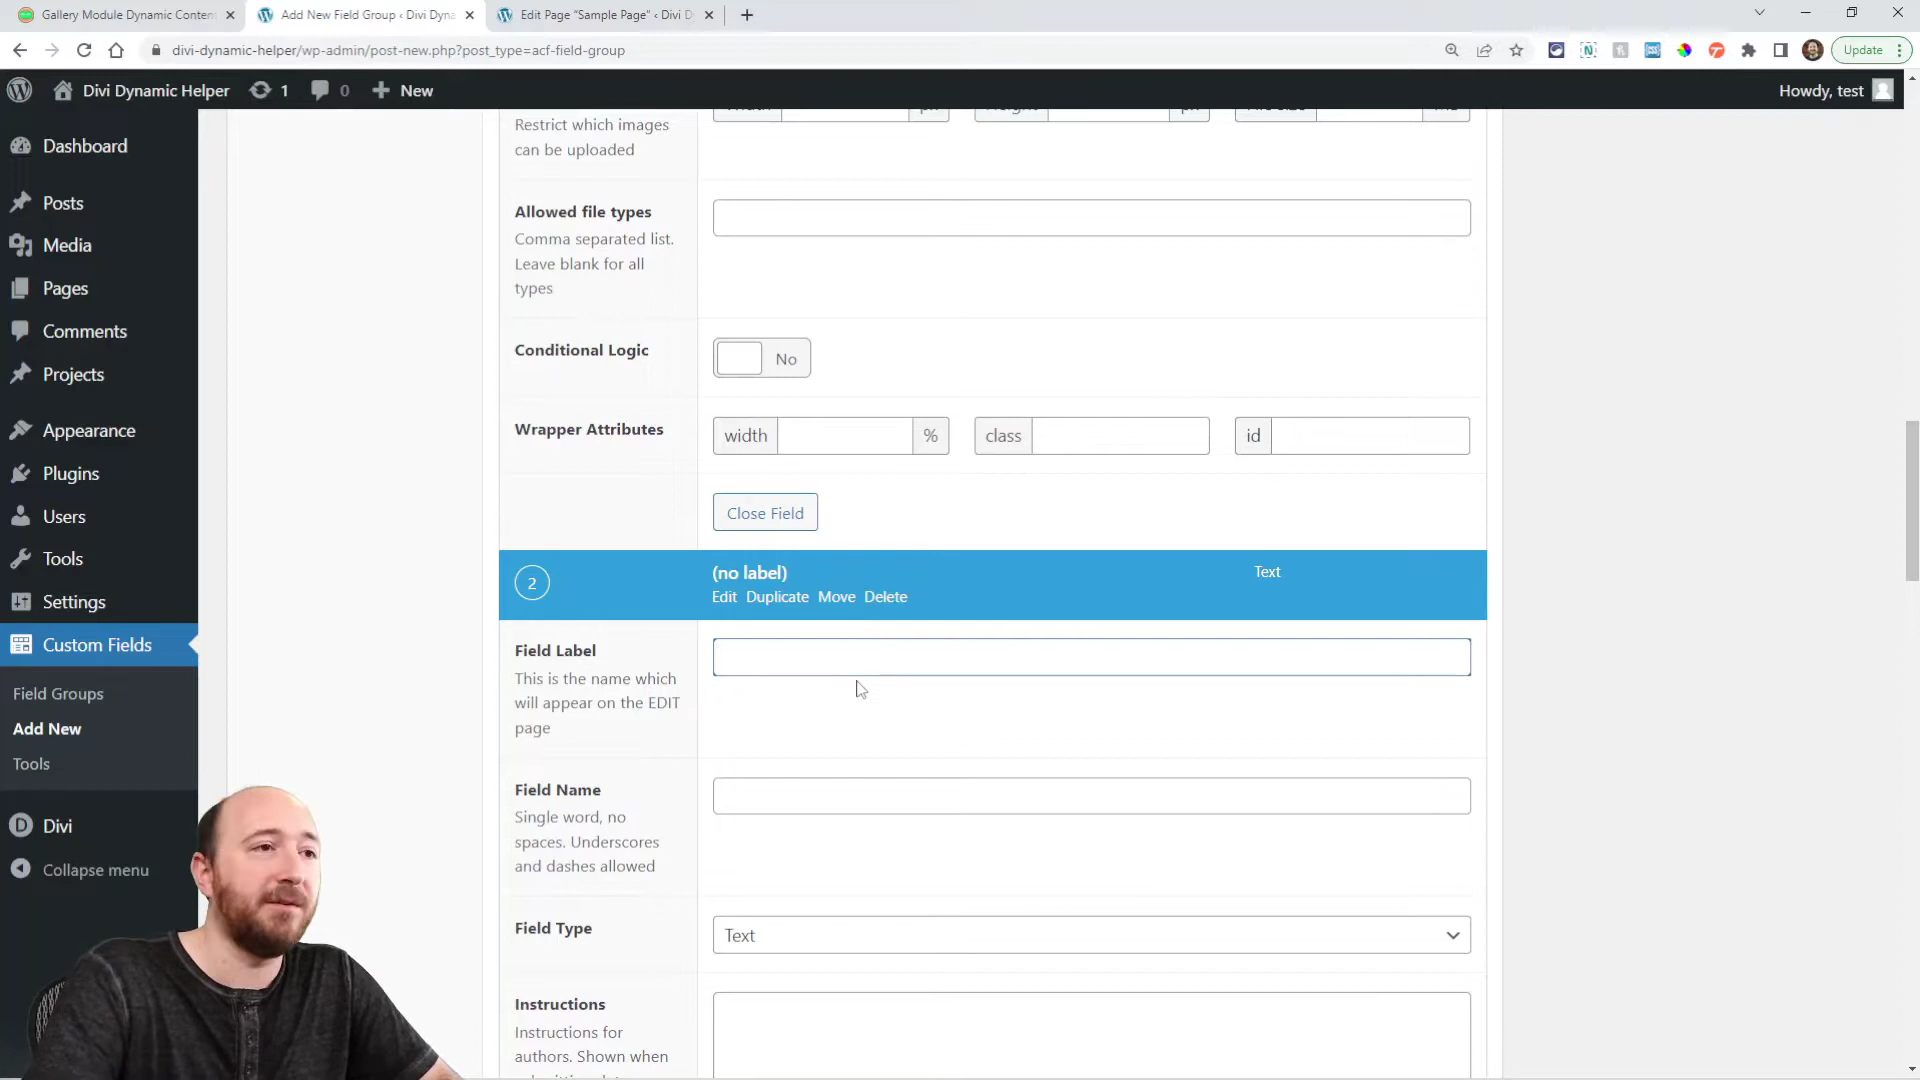 Gallery Module Dynamic Conten
Add New Field Group ‹ Divi Dyna
Edit Page “Sample Page” ‹ Divi D
divi-dynamic-helper/wp-admin/post-new.php?post_type=acf-field-group
Update
Divi Dynamic Helper
1
0
New
Howdy, test
Dashboard
Posts
Media
Pages
Comments
Projects
Appearance
Plugins
Users
Tools
Settings
Custom Fields
Field Groups
Add New
Tools
Divi
Collapse menu
Restrict which images
can be uploaded
Allowed file types
Comma separated list.
Leave blank for all
types
Conditional Logic
No
Wrapper Attributes
width
%
class
id
Close Field
2
(no label)
Text
Edit Duplicate Move Delete
Field Label
This is the name which
will appear on the EDIT
page
Field Name
Single word, no
spaces. Underscores
and dashes allowed
Field Type
Text
Instructions
Instructions for
authors. Shown when